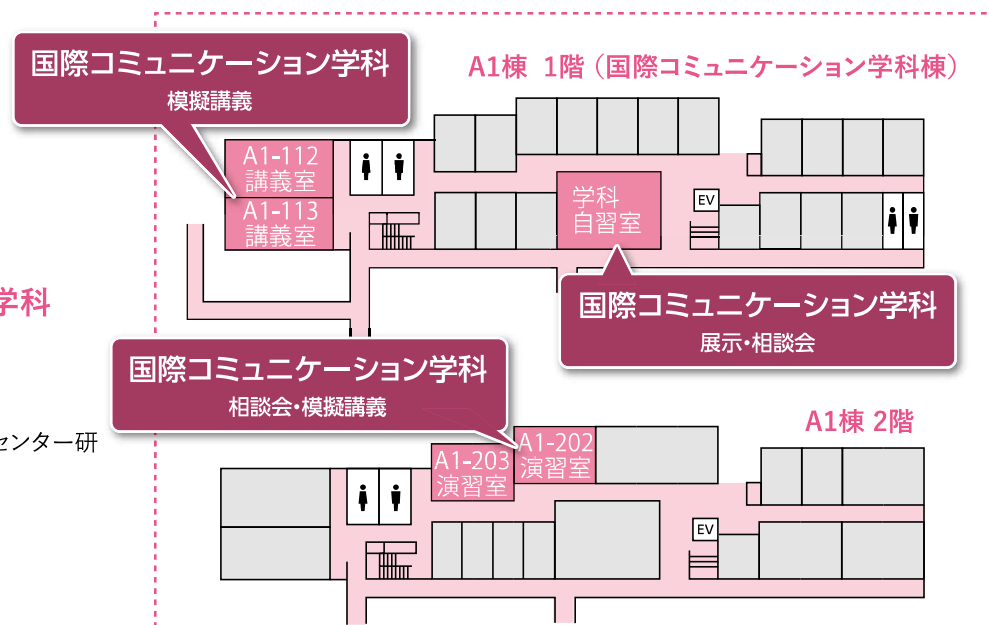 国際コミュニケーション学科
模擬講義
A1棟 1階（国際コミュニケーション学科棟）
A1-112
講義室
A1-113
講義室
学科
自習室
EV
国際コミュニケーション学科
展示・相談会
学科
国際コミュニケーション学科
相談会・模擬講義
センター研
A1棟 2階
A1-203
演習室
A1-202
演習室
EV